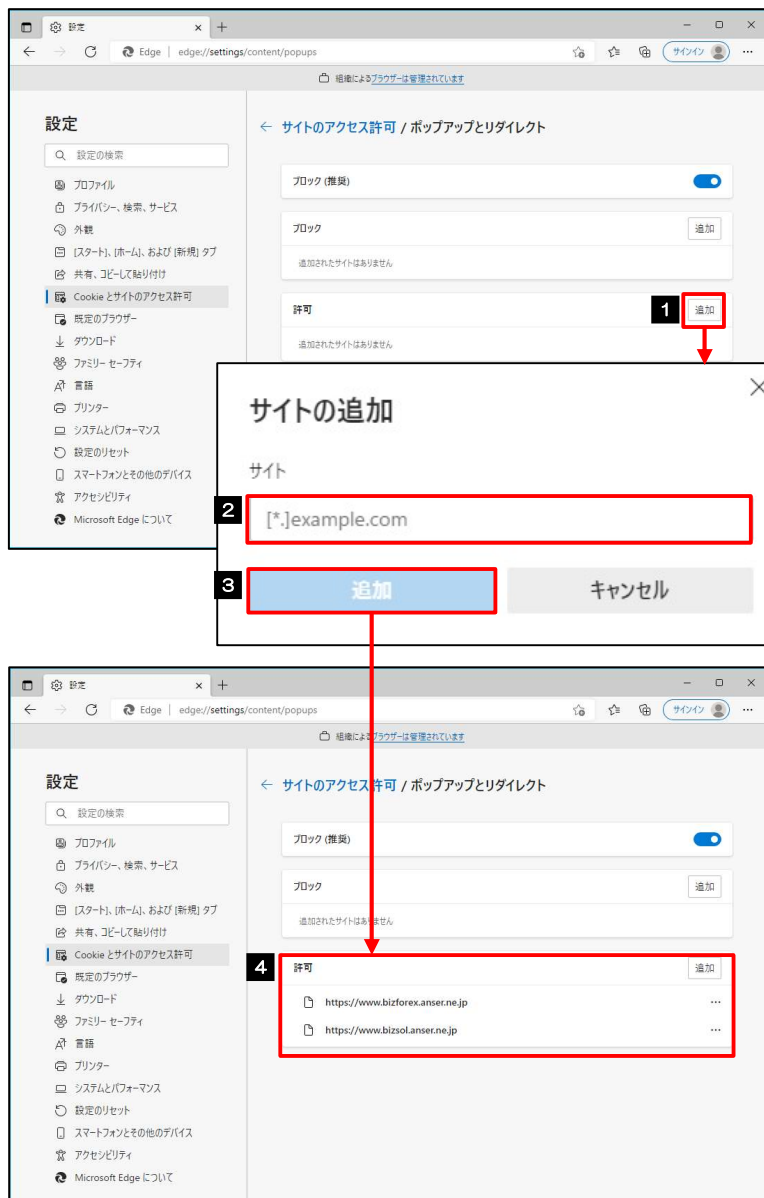 設定
Edge | edge://settings/content/popups
サインイン
組織によるブラウザーは管理されています
設定
設定の検索
プロファイル
プライバシー、検索、サービス
外観
[スタート]、[ホーム]、および [新規] タブ
共有、コピーして貼り付け
Cookie とサイトのアクセス許可
既定のブラウザー
ダウンロード
ファミリー セーフティ
言語
プリンター
システムとパフォーマンス
設定のリセット
スマートフォンとその他のデバイス
アクセシビリティ
Microsoft Edge について
サイトのアクセス許可 / ポップアップとリダイレクト
ブロック (推奨)
ブロック
追加
追加されたサイトはありません
許可
1
追加
追加されたサイトはありません
サイトの追加
サイト
2
[*.]example.com
3
追加
キャンセル
設定
Edge | edge://settings/content/popups
サインイン
組織によるブラウザーは管理されています
設定
設定の検索
プロファイル
プライバシー、検索、サービス
外観
[スタート]、[ホーム]、および [新規] タブ
共有、コピーして貼り付け
Cookie とサイトのアクセス許可
既定のブラウザー
ダウンロード
ファミリー セーフティ
言語
プリンター
システムとパフォーマンス
設定のリセット
スマートフォンとその他のデバイス
アクセシビリティ
Microsoft Edge について
サイトのアクセス許可 / ポップアップとリダイレクト
ブロック (推奨)
ブロック
追加
追加されたサイトはありません
4
許可
追加
https://www.bizforex.anser.ne.jp
https://www.bizsol.anser.ne.jp